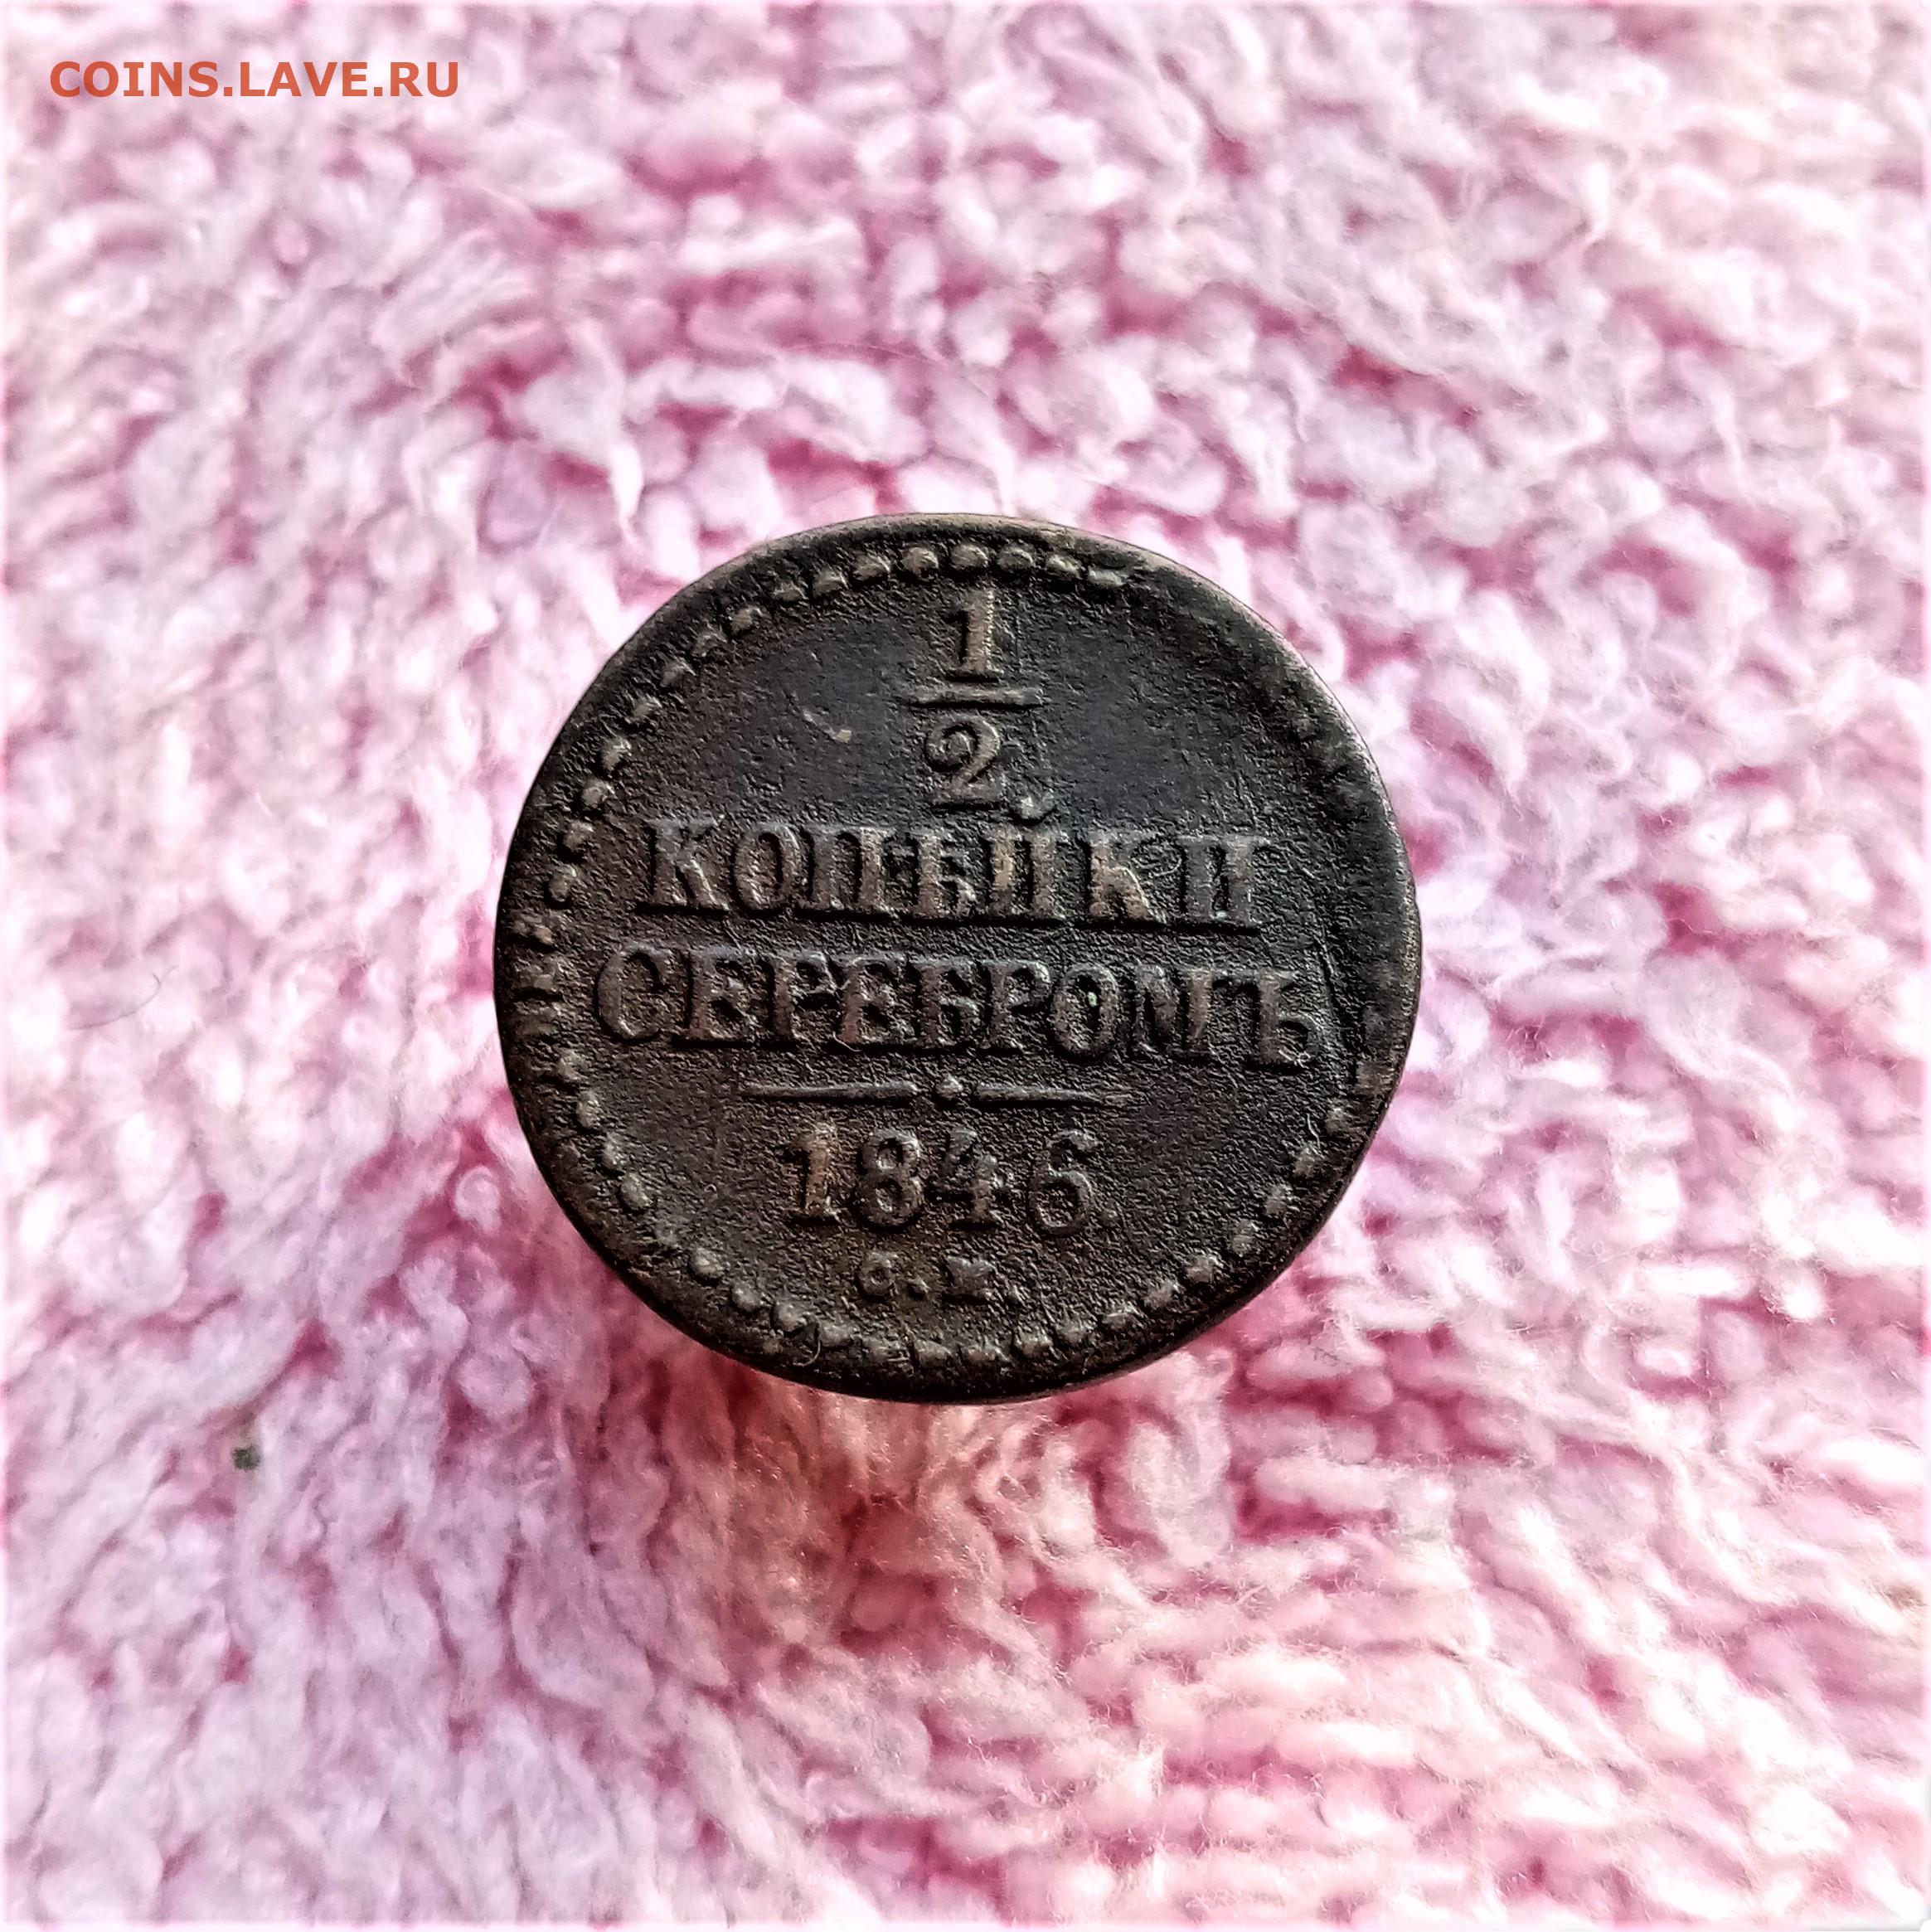 COINS.LAVE.RU
1
2
КОПѢЙКИ
СЕРЕБРОМЪ
1846.
С.М.